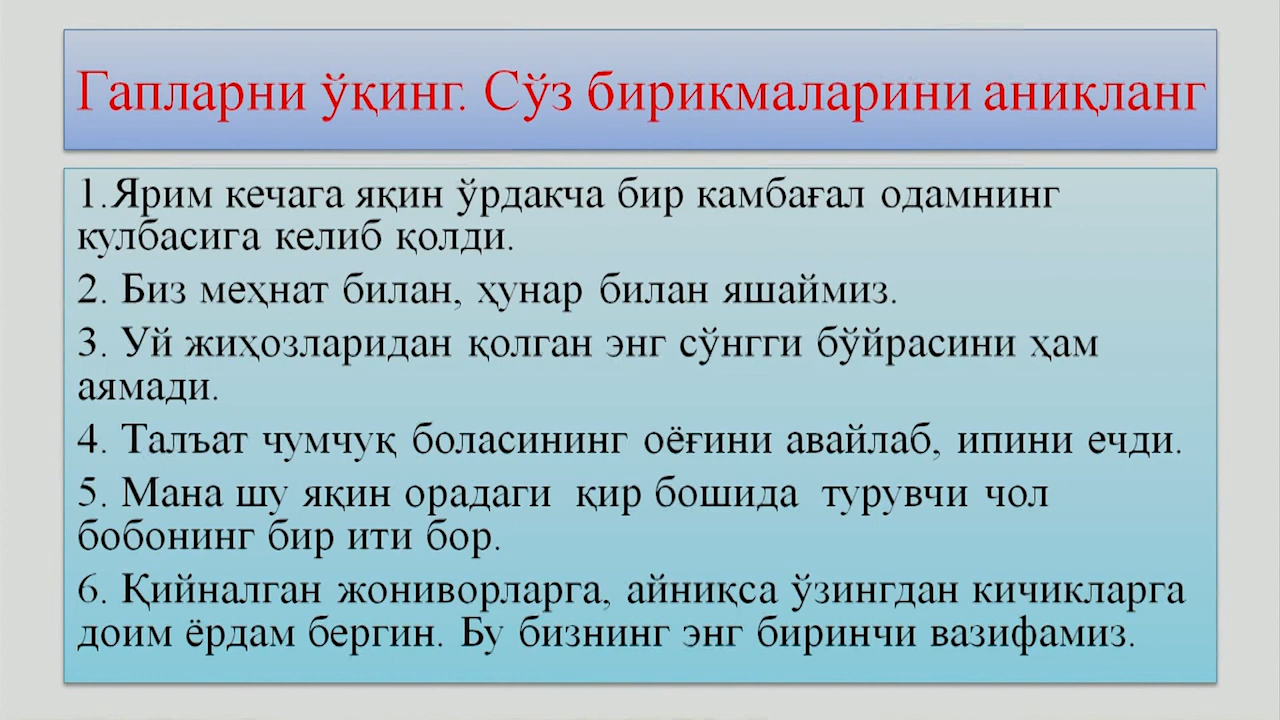 Гапларни ўқинг. Сўз бирикмаларини аниқланг
1.Ярим кечага яқин ўрдакча бир камбағал одамнинг
кулбасига келиб қолди.
2. Биз меҳнат билан, ҳунар билан яшаймиз.
3. Уй жиҳозларидан қолган энг сўнгги бўйрасини ҳам
аямади.
4. Талъат чумчуқ боласининг оёғини авайлаб, ипини ечди.
5. Мана шу яқин орадаги қир бошида турувчи чол
бобонинг бир ити бор.
6. Қийналган жониворларга, айниқса ўзингдан кичикларга
доим ёрдам бергин. Бу бизнинг энг биринчи вазифамиз.